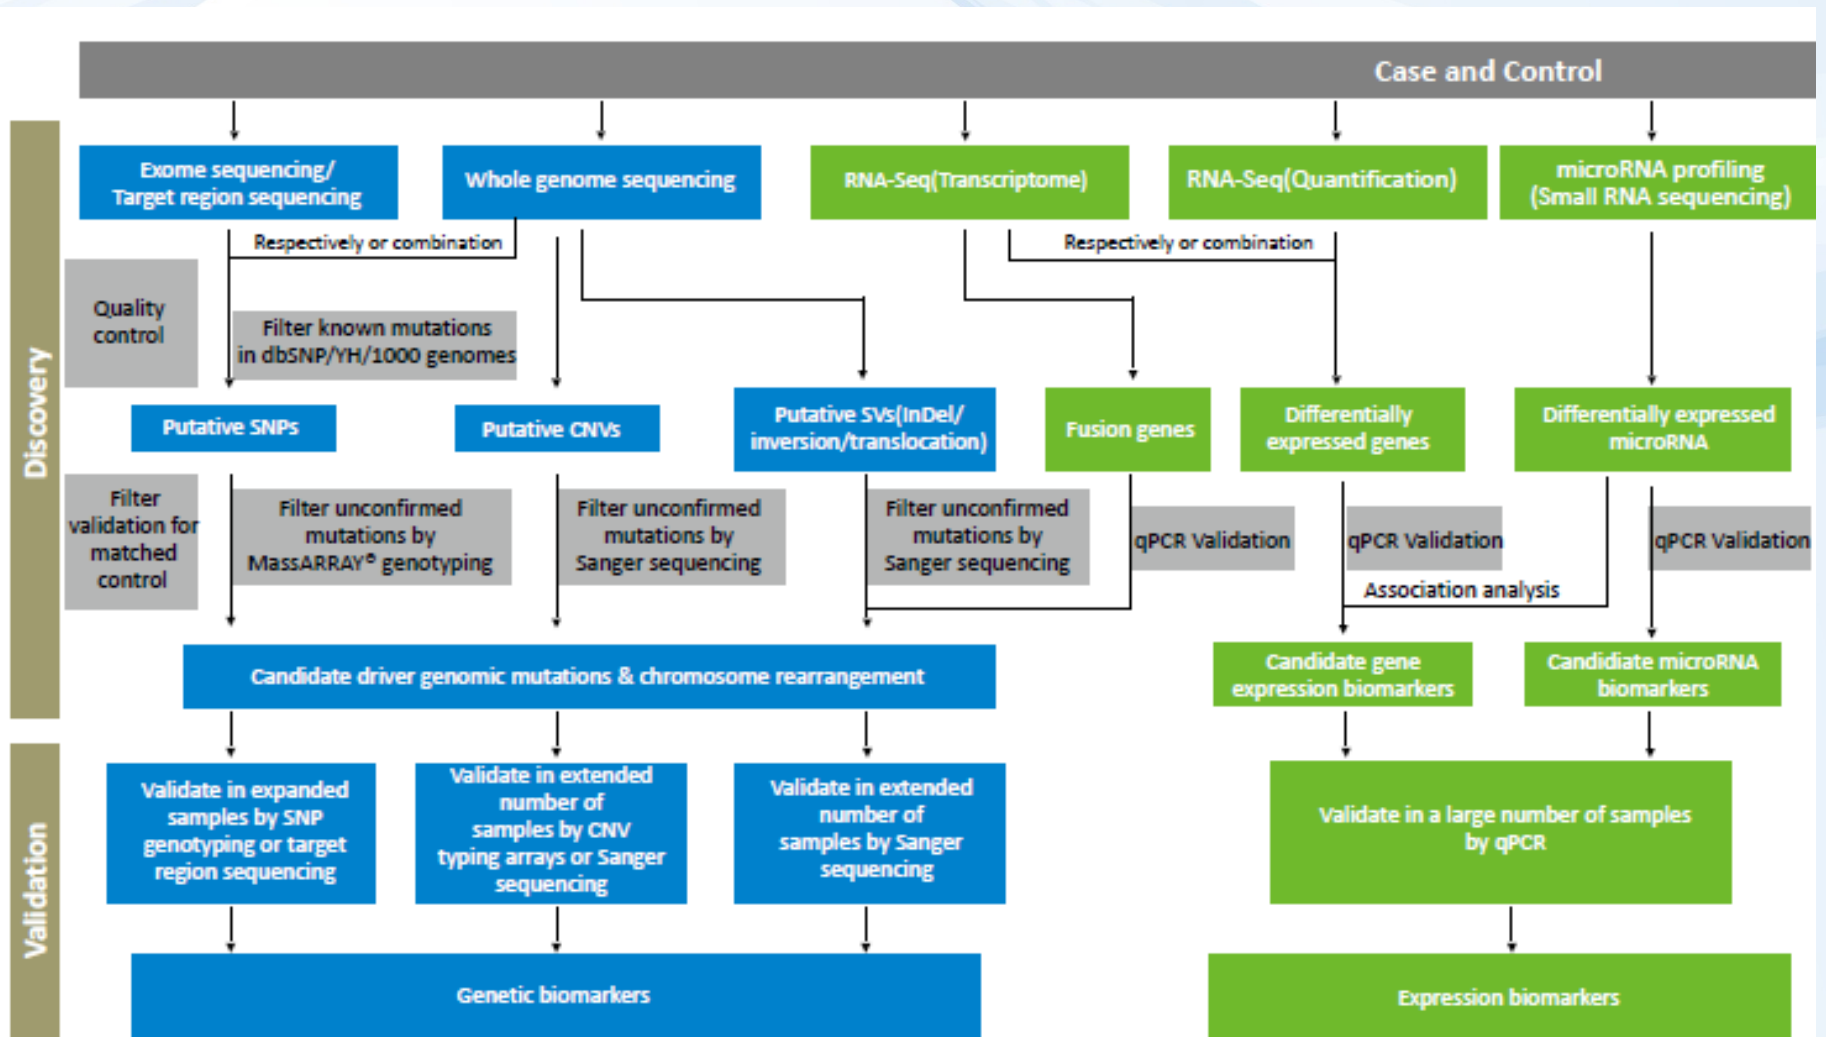 Case and Control
Discovery
Exome sequencing/
Target region sequencing
Whole genome sequencing
RNA-Seq(Transcriptome)
RNA-Seq(Quantification)
microRNA profiling
(Small RNA sequencing)
Respectively or combination
Respectively or combination
Quality
control
Filter known mutations
in dbSNP/YH/1000 genomes
Putative SNPs
Putative CNVs
Putative SVs(InDel/
inversion/translocation)
Fusion genes
Differentially
expressed genes
Differentially expressed
microRNA
Filter
validation for
matched
control
Filter unconfirmed
mutations by
MassARRAY® genotyping
Filter unconfirmed
mutations by
Sanger sequencing
Filter unconfirmed
mutations by
Sanger sequencing
qPCR Validation
qPCR Validation
qPCR Validation
Association analysis
Candidate driver genomic mutations & chromosome rearrangement
Candidate gene
expression biomarkers
Candidiate microRNA
biomarkers
Validation
Validate in expanded
samples by SNP
genotyping or target
region sequencing
Validate in extended
number of
samples by CNV
typing arrays or Sanger
sequencing
Validate in extended
number of
samples by Sanger
sequencing
Validate in a large number of samples
by qPCR
Genetic biomarkers
Expression biomarkers